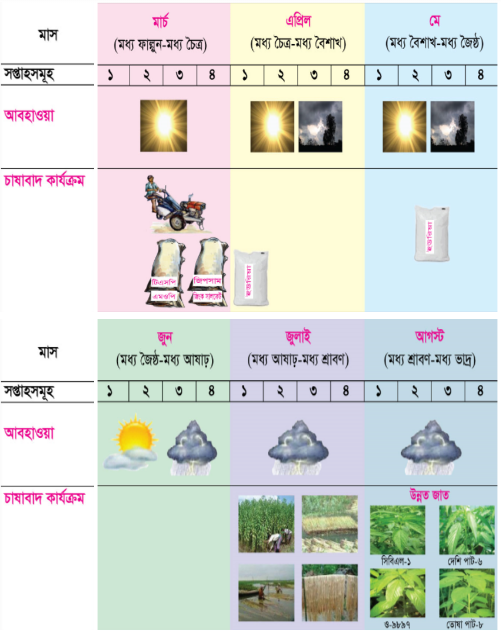 মাস
মার্চ
(মধ্য ফাল্গুন-মধ্য চৈত্র)
এপ্রিল
(মধ্য চৈত্র-মধ্য বৈশাখ)
মে
(মধ্য বৈশাখ-মধ্য জৈষ্ঠ)
সপ্তাহসমূহ ১ ২ ৩ ৪ ১ ২ ৩ ৪ ১ ২ ৩ ৪
আবহাওয়া
চাষাবাদ কার্যক্রম
টিএসপি
এমওপি
জিপসাম
জিংক সালফেট
ইউরিয়া
ইউরিয়া
মাস
জুন
(মধ্য জৈষ্ঠ-মধ্য আষাঢ়)
জুলাই
(মধ্য আষাঢ়-মধ্য শ্রাবণ)
আগস্ট
(মধ্য শ্রাবণ-মধ্য ভাদ্র)
সপ্তাহসমূহ ১ ২ ৩ ৪ ১ ২ ৩ ৪ ১ ২ ৩ ৪
আবহাওয়া
চাষাবাদ কার্যক্রম
উন্নত জাত
সিবিএল-১
দেশি পাট-৬
ও-৯৮৯৭
তোষা পাট-৮